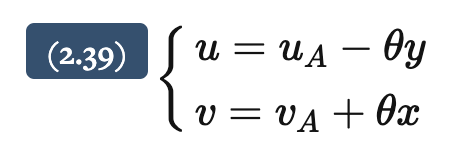 (2.39) { u = u_A − θy
v = v_A + θx